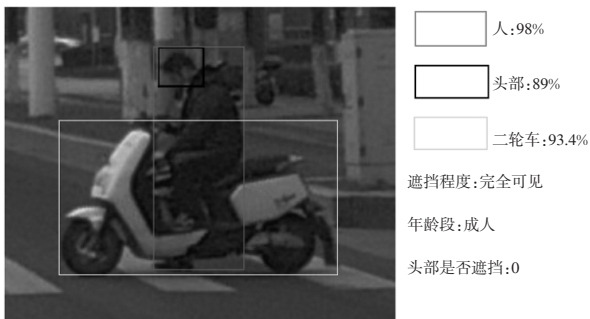 人:98%
头部:89%
二轮车:93.4%
遮挡程度:完全可见
年龄段:成人
头部是否遮挡:0